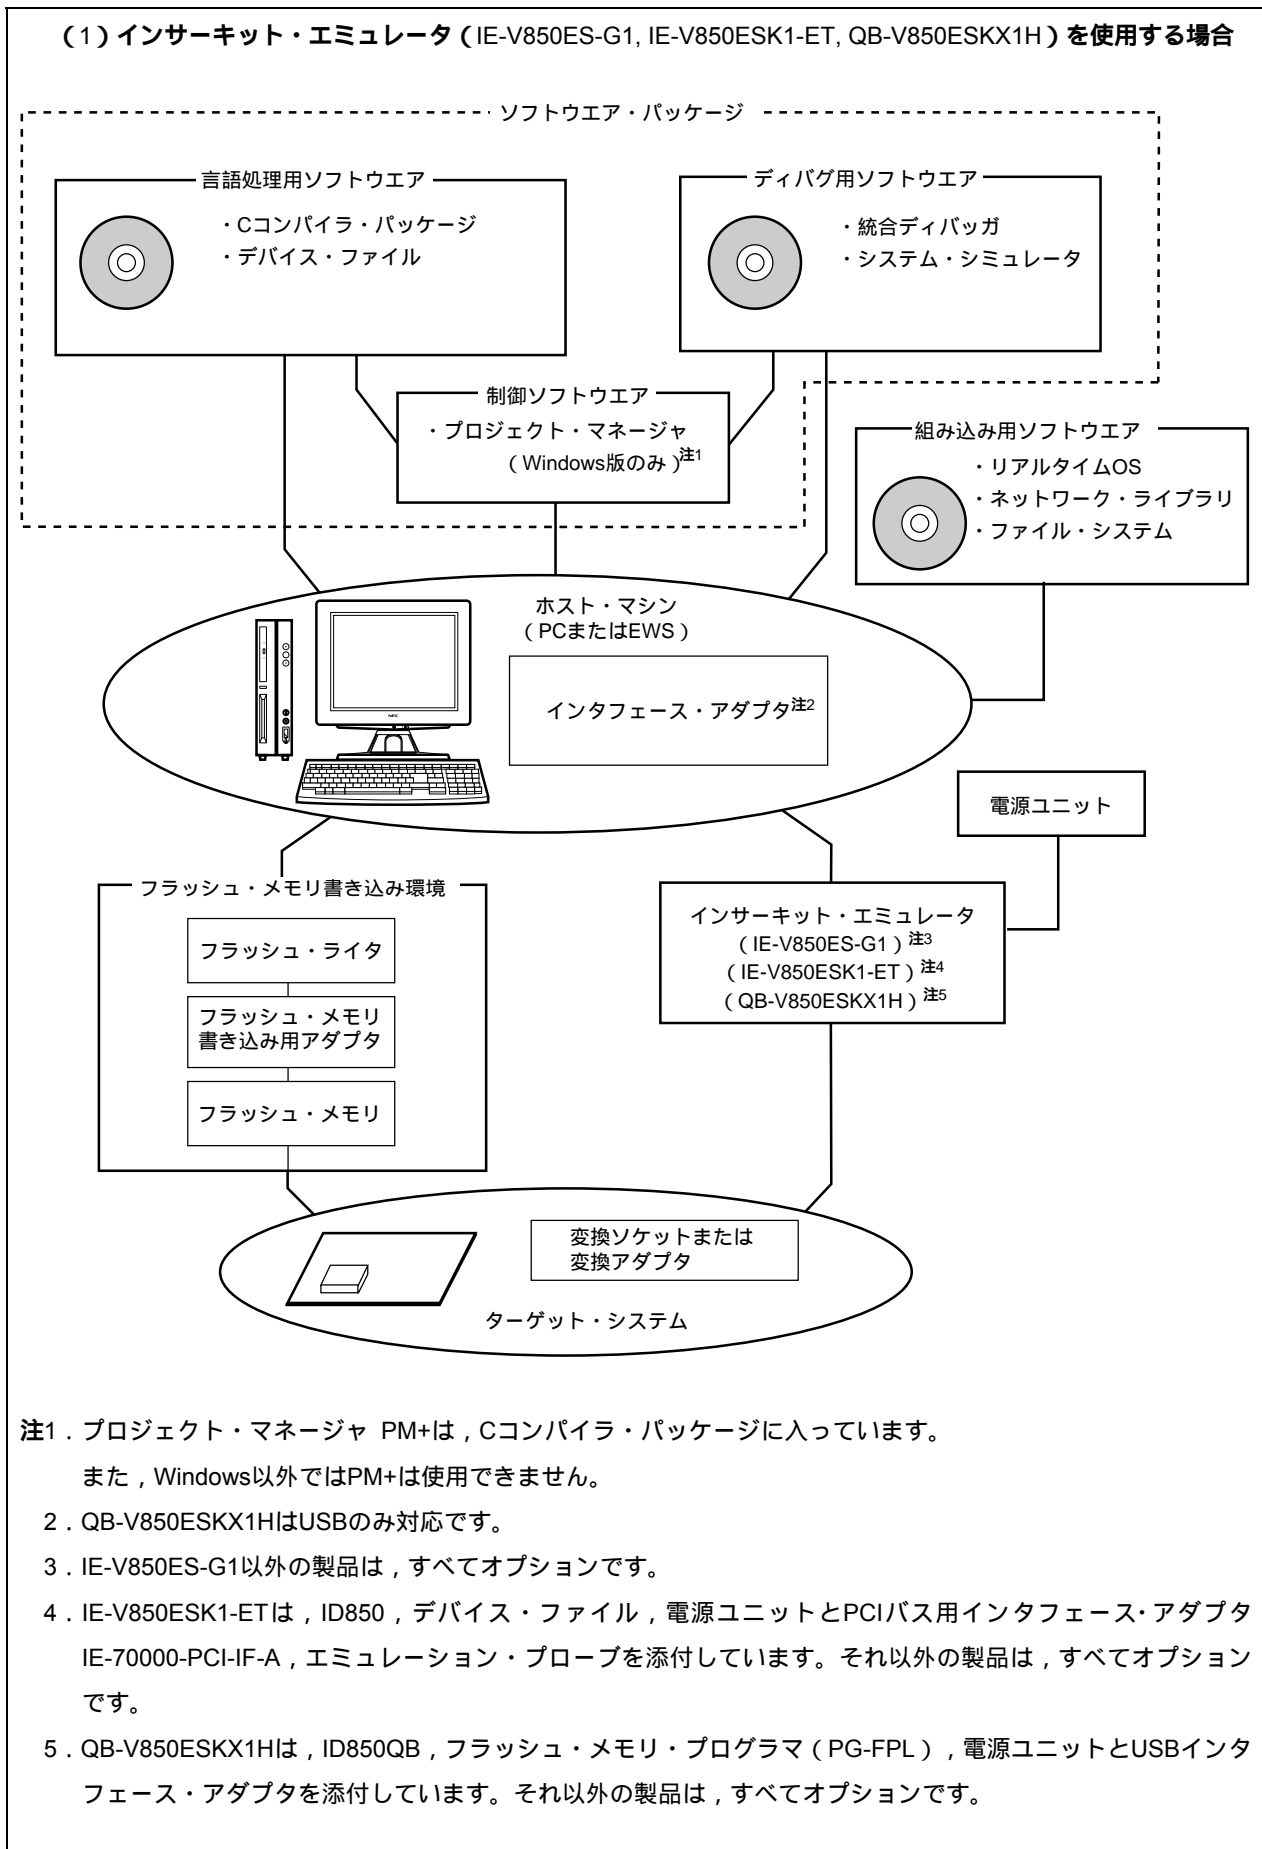 （1）インサーキット・エミュレータ（IE-V850ES-G1, IE-V850ESK1-ET, QB-V850ESKX1H）を使用する場合
ソフトウエア・パッケージ
言語処理用ソフトウエア
・Cコンパイラ・パッケージ
・デバイス・ファイル
ディバグ用ソフトウエア
・統合ディバッガ
・システム・シミュレータ
制御ソフトウエア
・プロジェクト・マネージャ
（Windows版のみ）注1
組み込み用ソフトウエア
・リアルタイムOS
・ネットワーク・ライブラリ
・ファイル・システム
ホスト・マシン
（PCまたはEWS）
インタフェース・アダプタ注2
NEC
電源ユニット
フラッシュ・メモリ書き込み環境
フラッシュ・ライタ
フラッシュ・メモリ
書き込み用アダプタ
フラッシュ・メモリ
インサーキット・エミュレータ
（IE-V850ES-G1）注3
（IE-V850ESK1-ET）注4
（QB-V850ESKX1H）注5
変換ソケットまたは
変換アダプタ
ターゲット・システム
注1．プロジェクト・マネージャ PM+は，Cコンパイラ・パッケージに入っています。
また，Windows以外ではPM+は使用できません。
2．QB-V850ESKX1HはUSBのみ対応です。
3．IE-V850ES-G1以外の製品は，すべてオプションです。
4．IE-V850ESK1-ETは，ID850，デバイス・ファイル，電源ユニットとPCIバス用インタフェース・アダプタ
IE-70000-PCI-IF-A，エミュレーション・プローブを添付しています。それ以外の製品は，すべてオプション
です。
5．QB-V850ESKX1Hは，ID850QB，フラッシュ・メモリ・プログラマ（PG-FPL），電源ユニットとUSBインタ
フェース・アダプタを添付しています。それ以外の製品は，すべてオプションです。